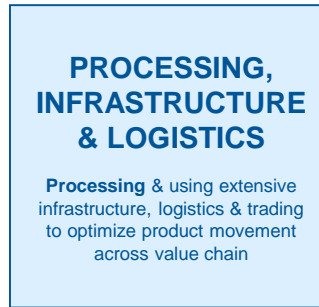 PROCESSING,
INFRASTRUCTURE
& LOGISTICS
Processing & using extensive
infrastructure, logistics & trading
to optimize product movement
across value chain